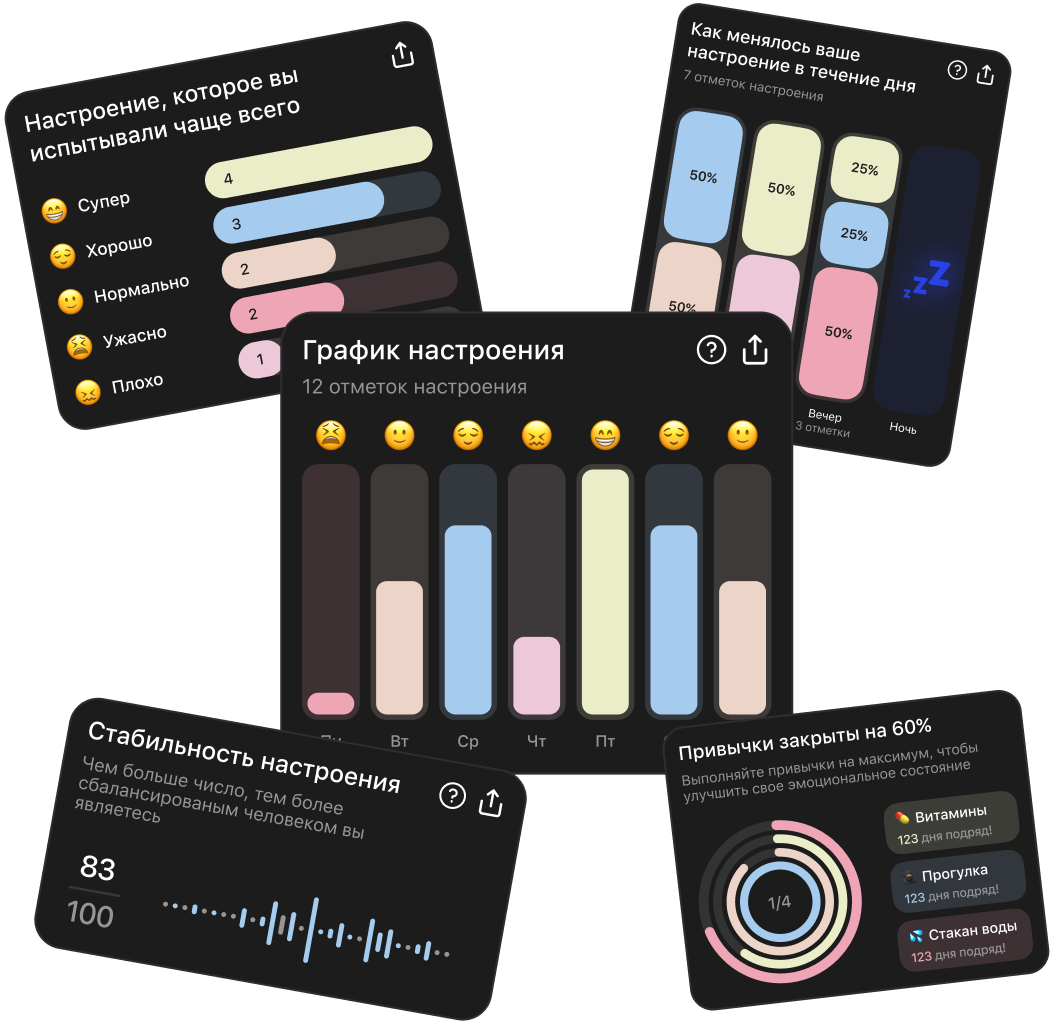 Настроение, которое вы
испытывали чаще всего
Супер
4
Хорошо
3
Нормально
2
Ужасно
2
Плохо
1
Как менялось ваше
настроение в течение дня
7 отметок настроения
50%
50%
25%
25%
50%
50%
Вечер
3 отметки
Ночь
zzZ
График настроения
12 отметок настроения
Вт
Ср
Чт
Пт
Стабильность настроения
Чем больше число, тем более
сбалансированым человеком вы
являетесь
83
100
Привычки закрыты на 60%
Выполняйте привычки на максимум, чтобы
улучшить свое эмоциональное состояние
1/4
Витамины
123 дня подряд!
Прогулка
123 дня подряд!
Стакан воды
123 дня подряд!